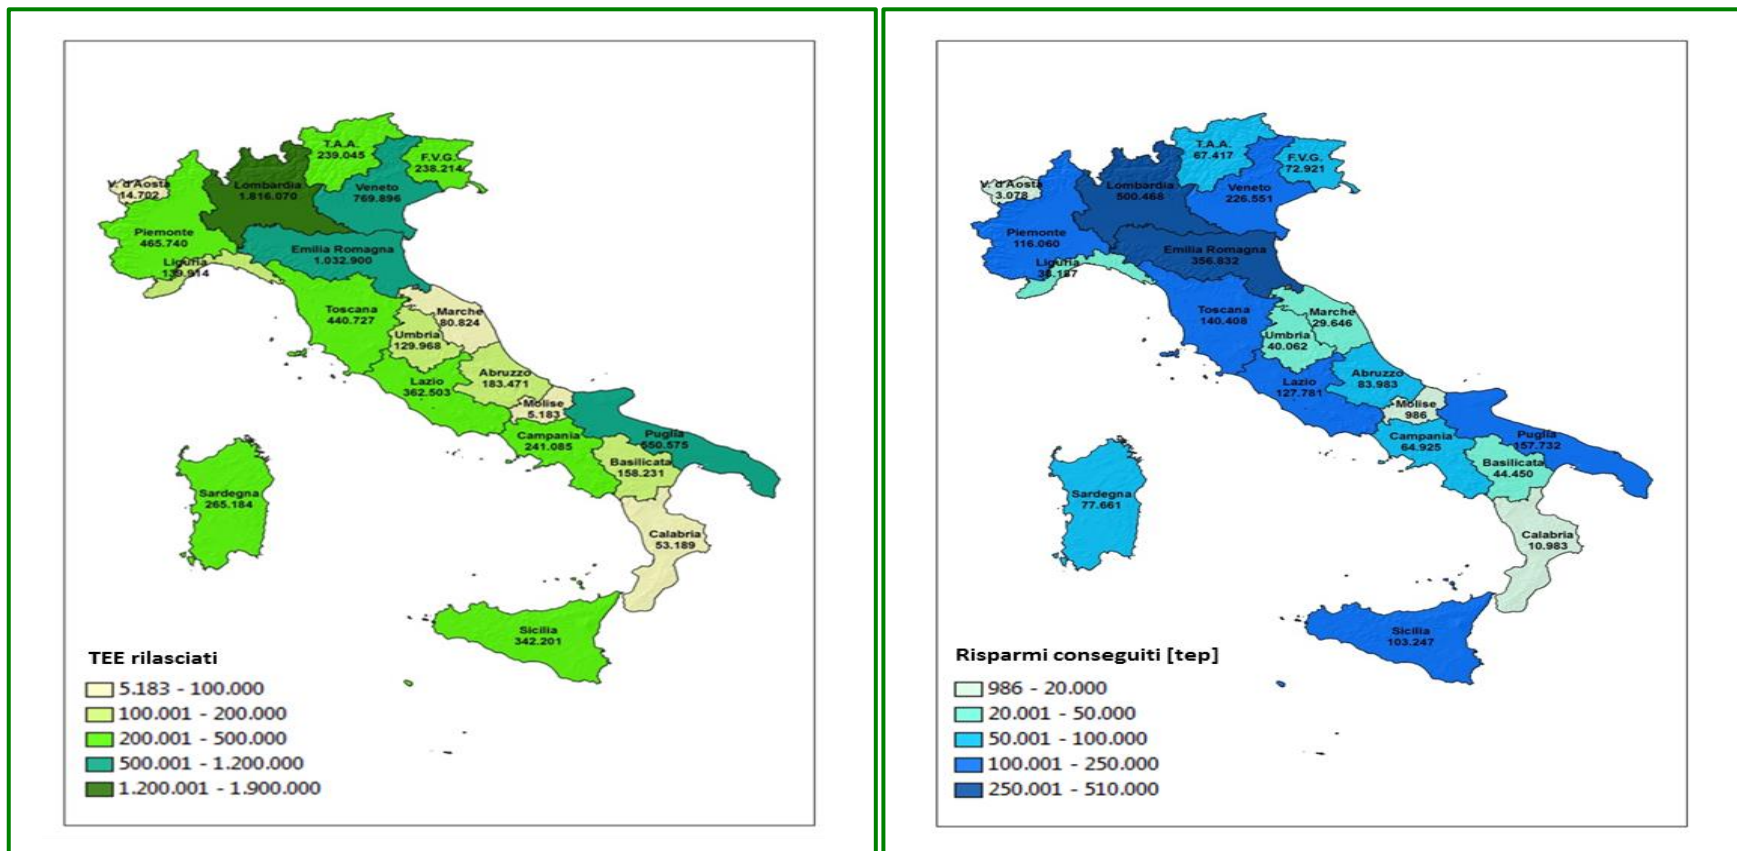 T.A.A.
239.045
F.V.G.
238.214
V. d'Aosta
14.702
Lombardia
1.816.070
Veneto
769.896
Piemonte
465.740
Emilia Romagna
1.032.900
Liguria
139.914
Toscana
440.727
Marche
80.824
Umbria
129.968
Abruzzo
183.471
Lazio
362.503
Molise
5.183
Campania
241.085
Puglia
550.575
Basilicata
158.231
Sardegna
265.184
Calabria
53.189
Sicilia
342.201
TEE rilasciati
5.183 - 100.000
100.001 - 200.000
200.001 - 500.000
500.001 - 1.200.000
1.200.001 - 1.900.000
T.A.A.
67.417
F.V.G.
72.921
V. d'Aosta
3.078
Lombardia
500.468
Veneto
226.551
Piemonte
116.060
Emilia Romagna
356.832
Liguria
38.187
Toscana
140.408
Marche
29.646
Umbria
40.062
Abruzzo
83.983
Lazio
127.781
Molise
986
Campania
64.925
Puglia
157.732
Basilicata
44.450
Sardegna
77.661
Calabria
10.983
Sicilia
103.247
Risparmi conseguiti [tep]
986 - 20.000
20.001 - 50.000
50.001 - 100.000
100.001 - 250.000
250.001 - 510.000